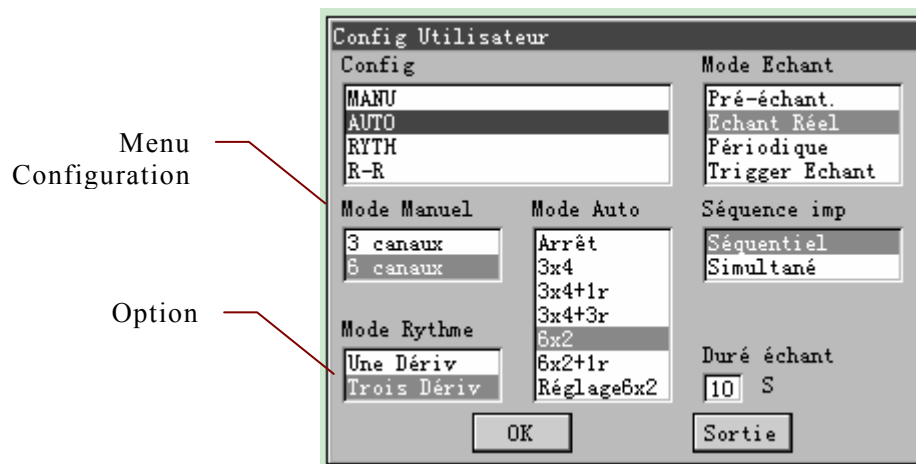 Config Utilisateur
Config
MANU
AUTO
RYTH
R-R
Mode Echant
Pré-échant.
Echant Réel
Périodique
Trigger Echant
Menu
Configuration
Mode Manuel
3 canaux
6 canaux
Mode Auto
Arrêt
3x4
3x4+1r
3x4+3r
6x2
6x2+1r
Réglage6x2
Séquence imp
Séquentiel
Simultané
Option
Mode Rythme
Une Dériv
Trois Dériv
Duré échant
10 S
OK
Sortie